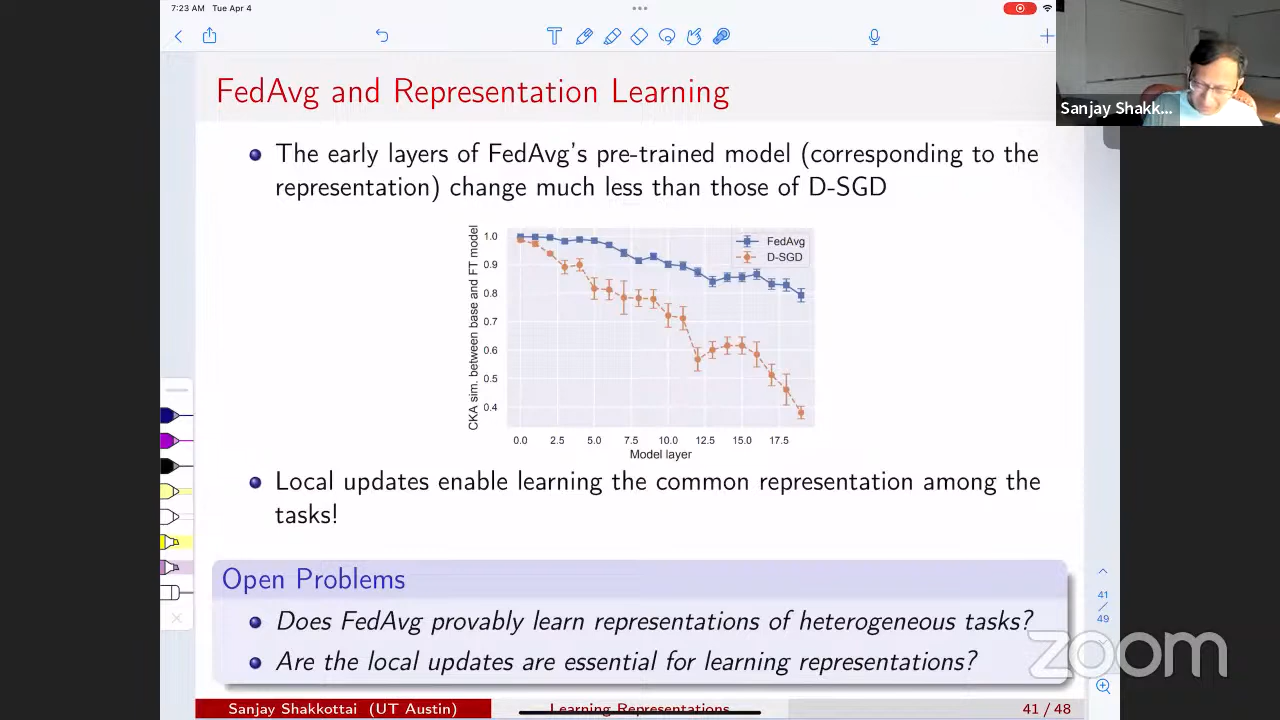 7:23 AM Tue Apr 4
Sanjay Shakk...
FedAvg and Representation Learning
The early layers of FedAvg's pre-trained model (corresponding to the
representation) change much less than those of D-SGD
CKA sim. between base and FT model
1.0
0.9
0.8
0.7
0.6
0.5
0.4
FedAvg
D-SGD
0.0 2.5 5.0 7.5 10.0 12.5 15.0 17.5
Model layer
Local updates enable learning the common representation among the
tasks!
Open Problems
Does FedAvg provably learn representations of heterogeneous tasks?
Are the local updates are essential for learning representations?
41
/
49
zoom
Sanjay Shakkottai (UT Austin) Learning Representations 41 / 48